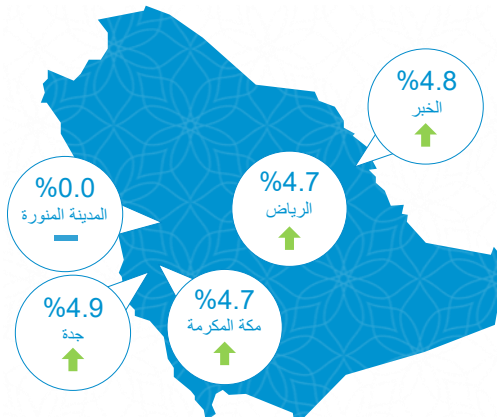 %4.8
الخبر
%4.7
الرياض
%0.0
المدينة المنورة
%4.7
مكة المكرمة
%4.9
جدة